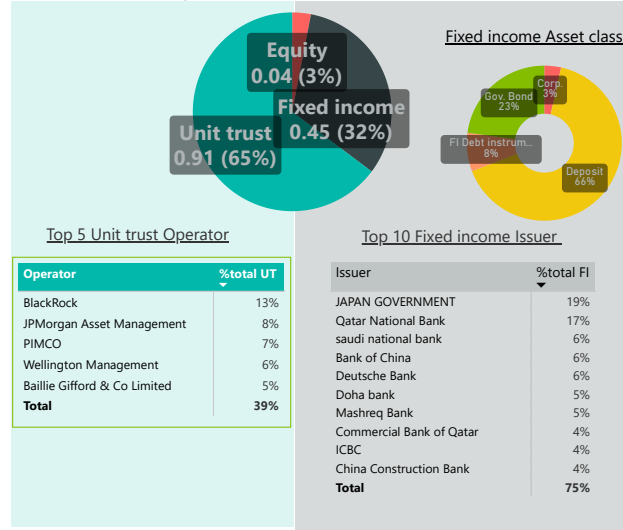 Equity
0.04 (3%)
Fixed income
0.45 (32%)
Unit trust
0.91 (65%)
Fixed income Asset class
Corp.
3%
Gov. Bond
23%
FI Debt instrum...
8%
Deposit
66%
Top 5 Unit trust Operator
Operator %total UT
BlackRock 13%
JPMorgan Asset Management 8%
PIMCO 7%
Wellington Management 6%
Baillie Gifford & Co Limited 5%
Total 39%
Top 10 Fixed income Issuer
Issuer %total FI
JAPAN GOVERNMENT 19%
Qatar National Bank 17%
saudi national bank 6%
Bank of China 6%
Deutsche Bank 6%
Doha bank 5%
Mashreq Bank 5%
Commercial Bank of Qatar 4%
ICBC 4%
China Construction Bank 4%
Total 75%